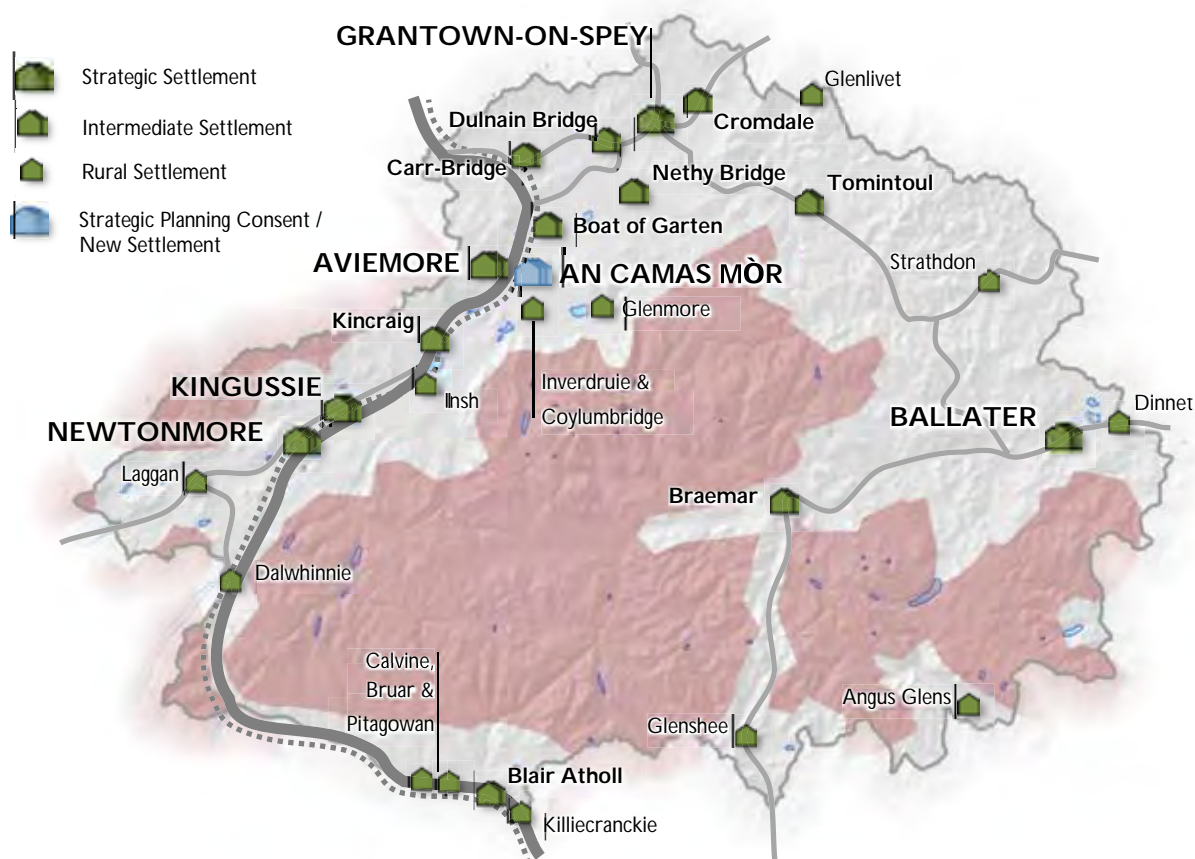 GRANTOWN-ON-SPEY
Strategic Settlement
Glenlivet
Intermediate Settlement
Dulnain Bridge
Cromdale
Rural Settlement
Carr-Bridge
Nethy Bridge
Tomintoul
Strategic Planning Consent /
New Settlement
Boat of Garten
AVIEMORE
AN CAMAS MÒR
Strathdon
Glenmore
Kincraig
KINGUSSIE
Inverdruie &
Coylumbridge
Insh
NEWTONMORE
BALLATER
Dinnet
Laggan
Braemar
Dalwhinnie
Calvine,
Bruar &
Pitagowan
Angus Glens
Glenshee
Blair Atholl
Killiecranckie